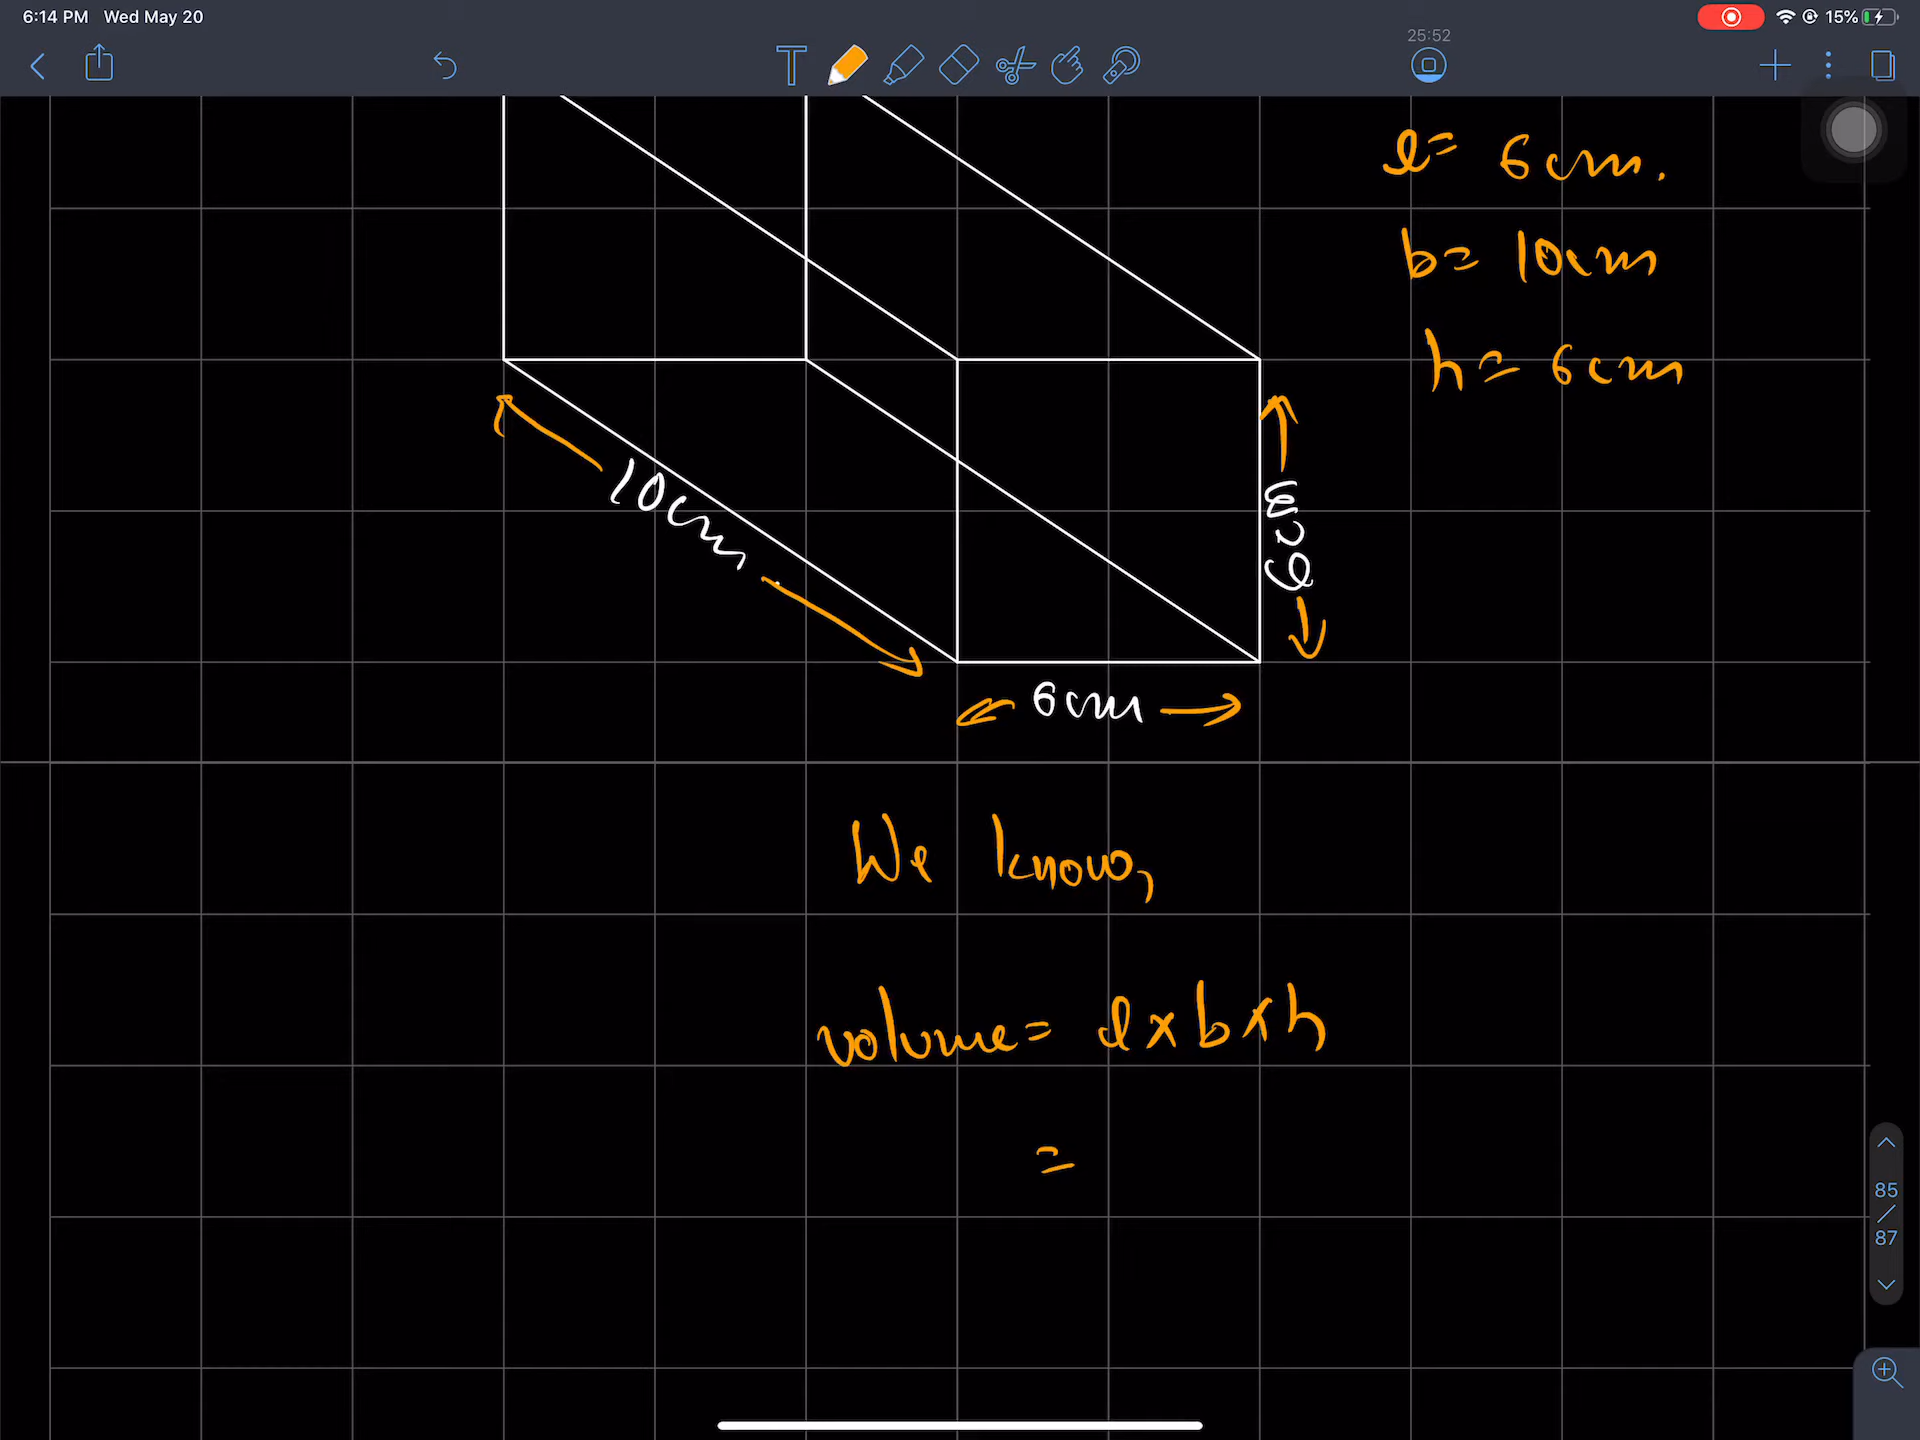 6:14 PM Wed May 20
15%
25:52
l= 6cm.
b= 10cm
h= 6cm
10cm
6cm
6cm
We know,
volume= l×b×h
=
85
/
87